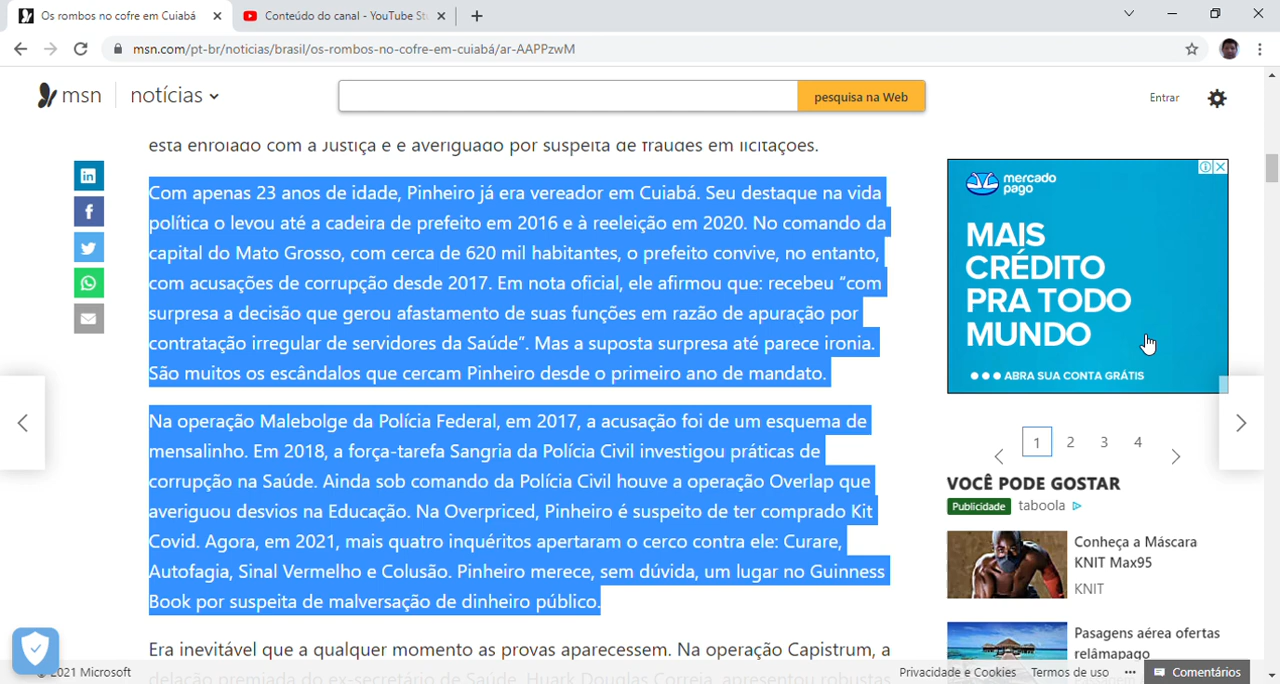 Os rombos no cofre em Cuiabá
Conteúdo do canal - YouTube St
msn.com/pt-br/noticias/brasil/os-rombos-no-cofre-em-cuiabá/ar-AAPPzwM
msn notícias
pesquisa na Web
Entrar
está enrolado com a Justiça e é averiguado por suspeita de fraudes em licitações.
Com apenas 23 anos de idade, Pinheiro já era vereador em Cuiabá. Seu destaque na vida
política o levou até a cadeira de prefeito em 2016 e à reeleição em 2020. No comando da
capital do Mato Grosso, com cerca de 620 mil habitantes, o prefeito convive, no entanto,
com acusações de corrupção desde 2017. Em nota oficial, ele afirmou que: recebeu “com
surpresa a decisão que gerou afastamento de suas funções em razão de apuração por
contratação irregular de servidores da Saúde”. Mas a suposta surpresa até parece ironia.
São muitos os escândalos que cercam Pinheiro desde o primeiro ano de mandato.
Na operação Malebolge da Polícia Federal, em 2017, a acusação foi de um esquema de
mensalinho. Em 2018, a força-tarefa Sangria da Polícia Civil investigou práticas de
corrupção na Saúde. Ainda sob comando da Polícia Civil houve a operação Overlap que
averiguou desvios na Educação. Na Overpriced, Pinheiro é suspeito de ter comprado Kit
Covid. Agora, em 2021, mais quatro inquéritos apertaram o cerco contra ele: Curare,
Autofagia, Sinal Vermelho e Colusão. Pinheiro merece, sem dúvida, um lugar no Guinness
Book por suspeita de malversação de dinheiro público.
Era inevitável que a qualquer momento as provas aparecessem. Na operação Capistrum, a
delação premiada do ex-secretário de Saúde, Huark Douglas Correia, apresentou robustas
mercado
pago
MAIS
CRÉDITO
PRA TODO
MUNDO
ABRA SUA CONTA GRÁTIS
1 2 3 4
VOCÊ PODE GOSTAR
Publicidade taboola
Conheça a Máscara
KNIT Max95
KNIT
Passagens aérea ofertas
relâmpago
2021 Microsoft
Privacidade e Cookies
Termos de uso
Comentários